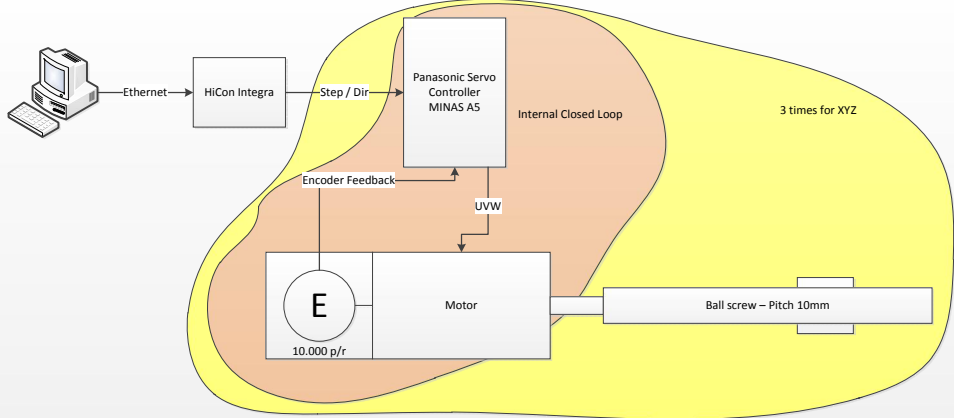 Ethernet
HiCon Integra
Step / Dir
Panasonic Servo
Controller
MINAS A5
Internal Closed Loop
3 times for XYZ
Encoder Feedback
UVW
E
10.000 p/r
Motor
Ball screw – Pitch 10mm